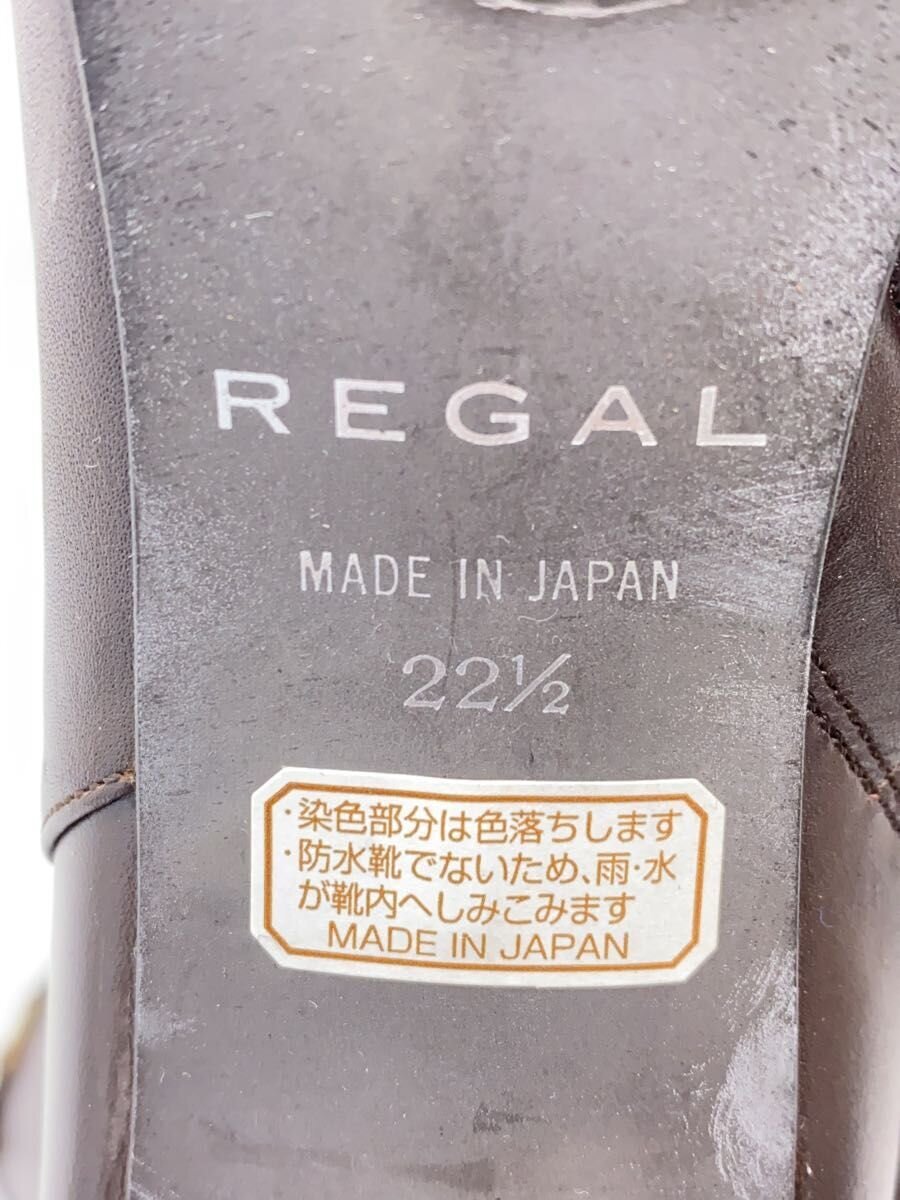 REGAL
MADE IN JAPAN
22½
・染色部分は色落ちします
・防水靴でないため、雨・水
が靴内へしみこみます
MADE IN JAPAN